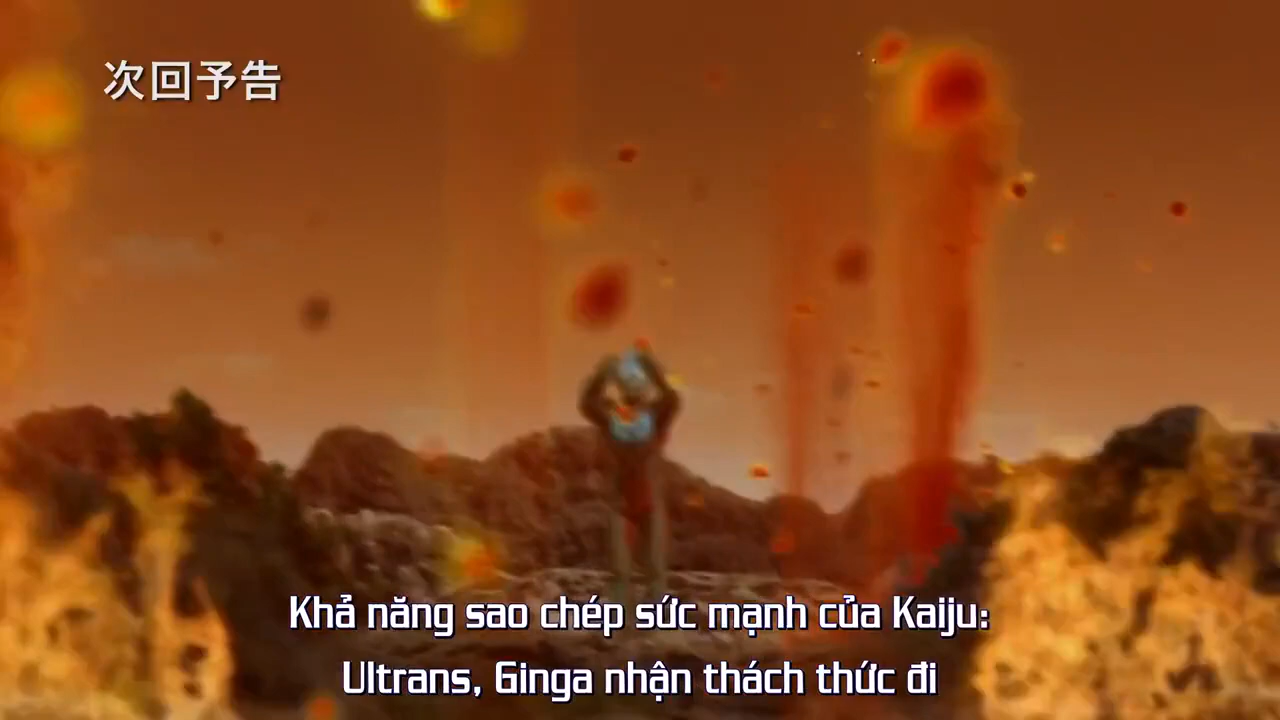 次回予告
Khả năng sao chép sức mạnh của Kaiju:
Ultrans, Ginga nhận thách thức đi